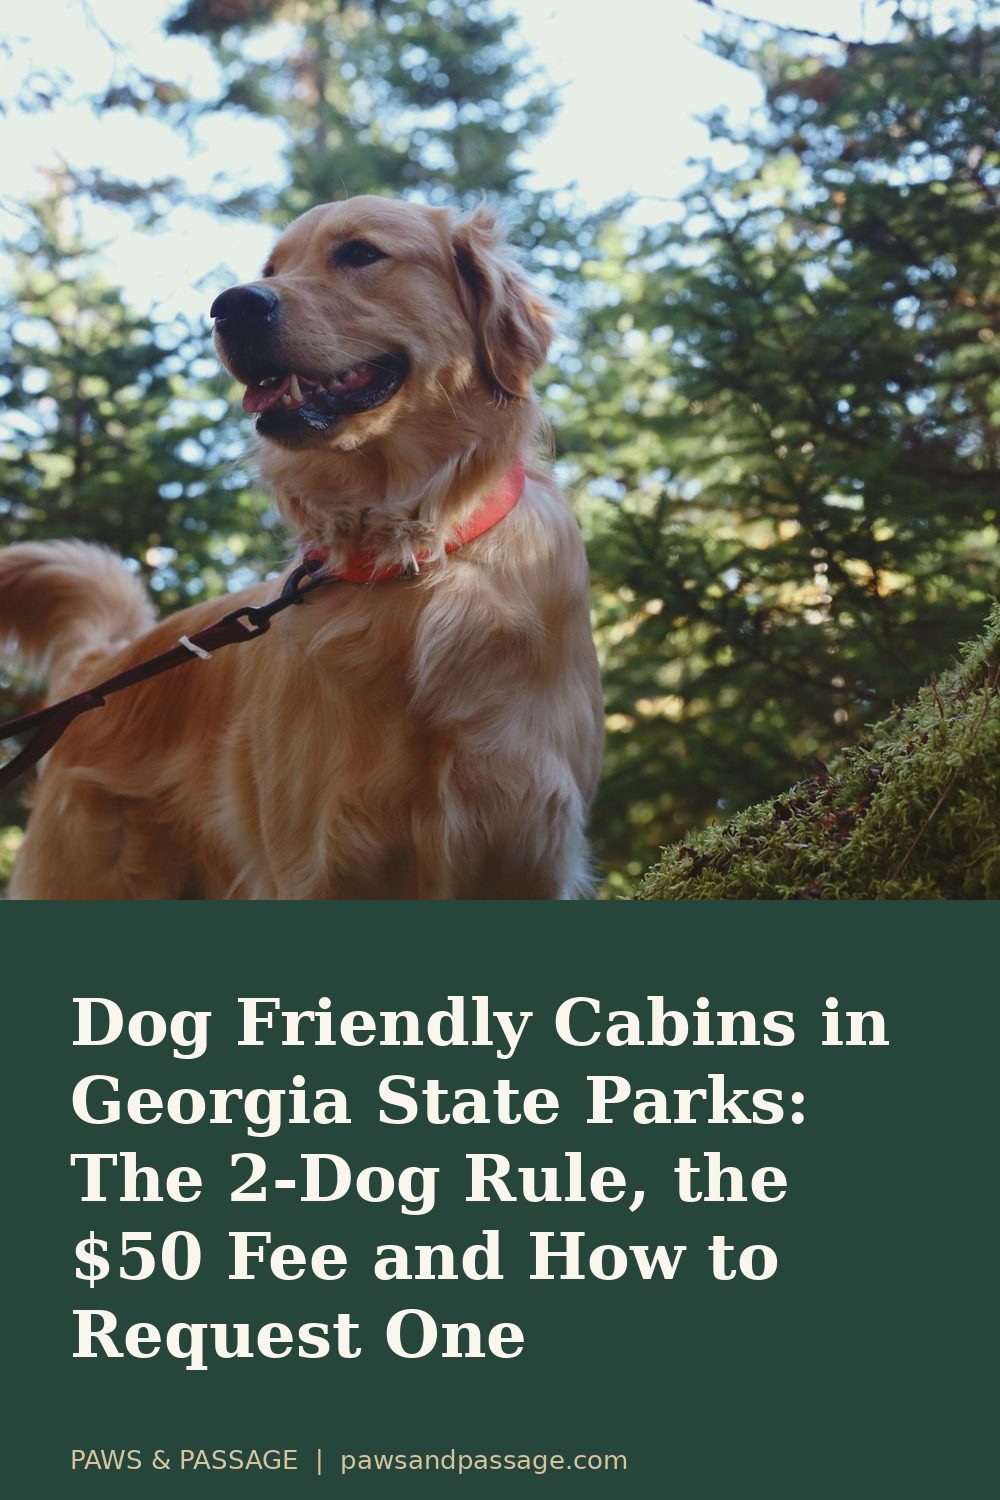 Dog Friendly Cabins in
Georgia State Parks:
The 2-Dog Rule, the
$50 Fee and How to
Request One
PAWS & PASSAGE | pawsandpassage.com